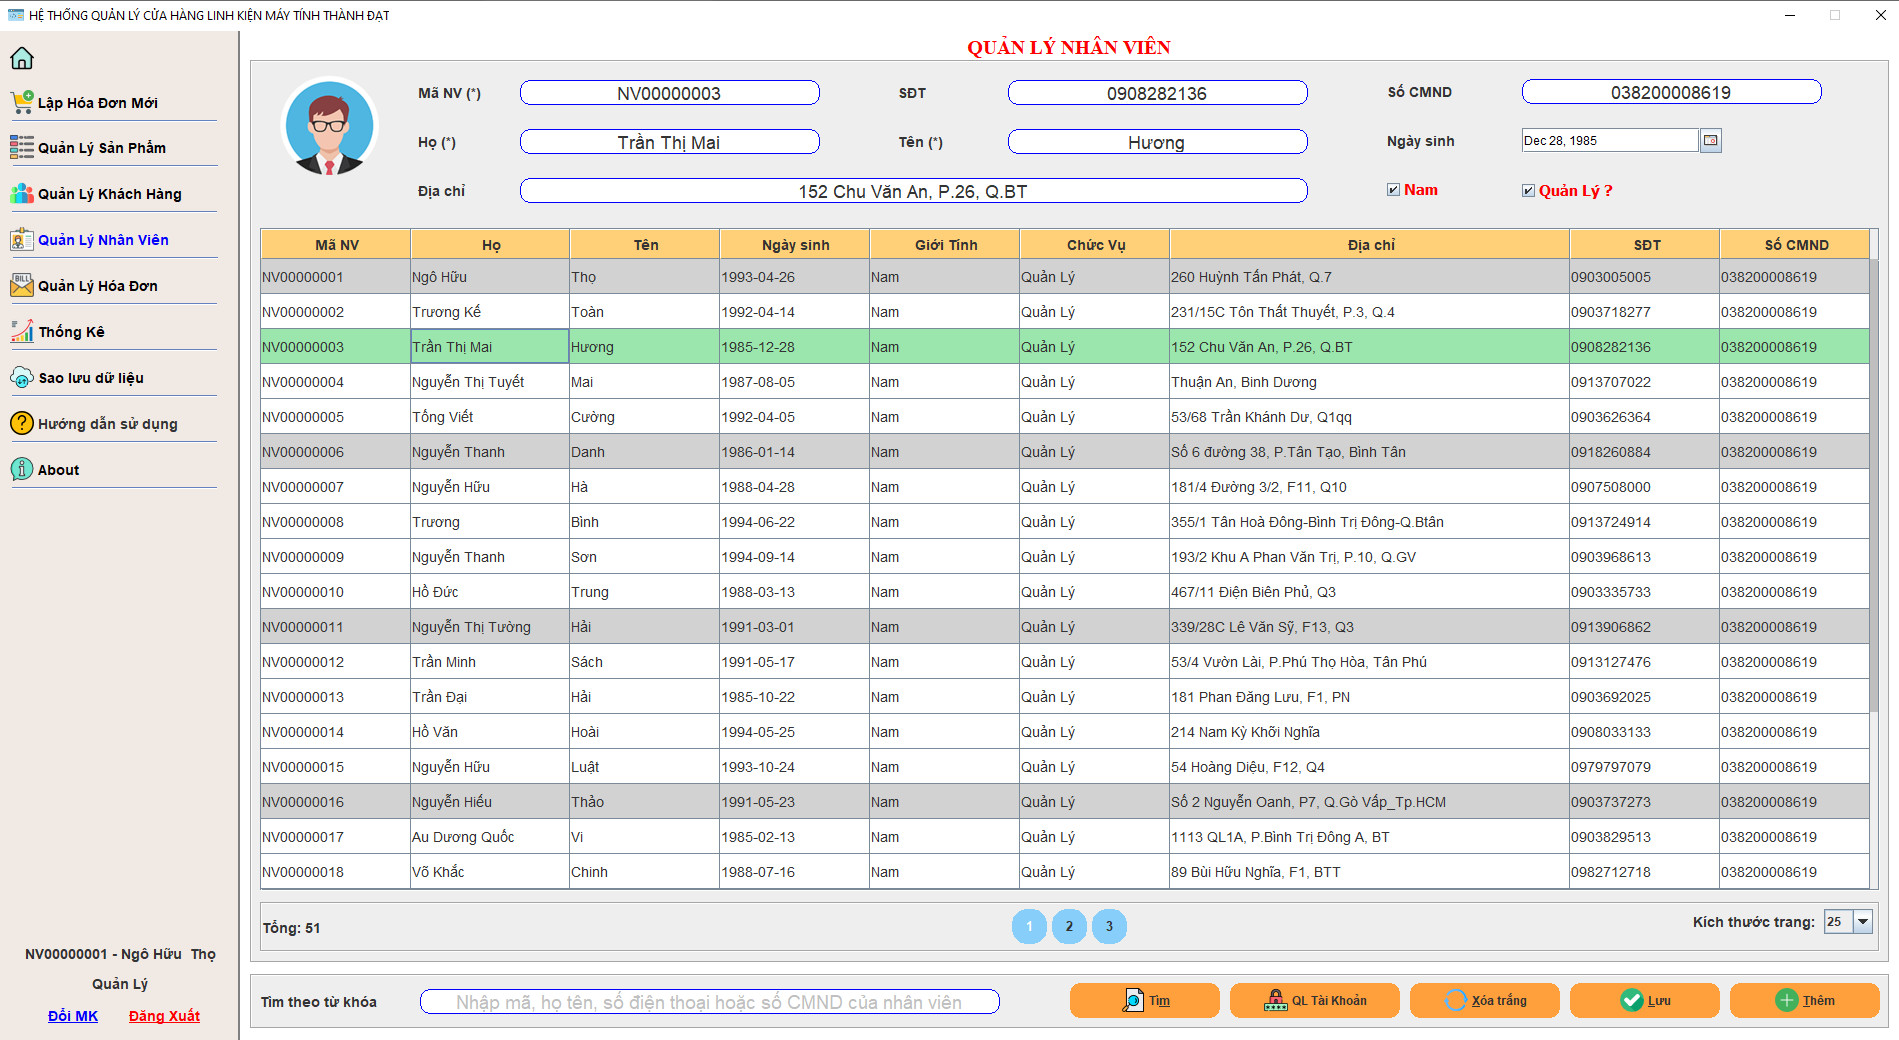 HỆ THỐNG QUẢN LÝ CỬA HÀNG LINH KIỆN MÁY TÍNH THÀNH ĐẠT
Lập Hóa Đơn Mới
Quản Lý Sản Phẩm
Quản Lý Khách Hàng
Quản Lý Nhân Viên
Quản Lý Hóa Đơn
Thống Kê
Sao lưu dữ liệu
Hướng dẫn sử dụng
About
NV00000001 - Ngô Hữu Thọ
Quản Lý
Đổi MK Đăng Xuất
QUẢN LÝ NHÂN VIÊN
Mã NV (*) NV00000003 SĐT 0908282136 Số CMND 038200008619
Họ (*) Trần Thị Mai Tên (*) Hương Ngày sinh Dec 28, 1985
Địa chỉ 152 Chu Văn An, P.26, Q.BT Nam Quản Lý ?
Mã NV Họ Tên Ngày sinh Giới Tính Chức Vụ Địa chỉ SĐT Số CMND
NV00000001 Ngô Hữu Thọ 1993-04-26 Nam Quản Lý 260 Huỳnh Tấn Phát, Q.7 0903005005 038200008619
NV00000002 Trương Kế Toàn 1992-04-14 Nam Quản Lý 231/15C Tôn Thất Thuyết, P.3, Q.4 0903718277 038200008619
NV00000003 Trần Thị Mai Hương 1985-12-28 Nam Quản Lý 152 Chu Văn An, P.26, Q.BT 0908282136 038200008619
NV00000004 Nguyễn Thị Tuyết Mai 1987-08-05 Nam Quản Lý Thuận An, Bình Dương 0913707022 038200008619
NV00000005 Tống Viết Cường 1992-04-05 Nam Quản Lý 53/68 Trần Khánh Dư, Q1qq 0903626364 038200008619
NV00000006 Nguyễn Thanh Danh 1986-01-14 Nam Quản Lý Số 6 đường 38, P.Tân Tạo, Bình Tân 0918260884 038200008619
NV00000007 Nguyễn Hữu Hà 1988-04-28 Nam Quản Lý 181/4 Đường 3/2, F11, Q10 0907508000 038200008619
NV00000008 Trương Bình 1994-06-22 Nam Quản Lý 355/1 Tân Hoà Đông-Bình Trị Đông-Q.Btân 0913724914 038200008619
NV00000009 Nguyễn Thanh Sơn 1994-09-14 Nam Quản Lý 193/2 Khu A Phan Văn Trị, P.10, Q.GV 0903968613 038200008619
NV00000010 Hồ Đức Trung 1988-03-13 Nam Quản Lý 467/11 Điện Biên Phủ, Q3 0903335733 038200008619
NV00000011 Nguyễn Thị Tường Hải 1991-03-01 Nam Quản Lý 339/28C Lê Văn Sỹ, F13, Q3 0913906862 038200008619
NV00000012 Trần Minh Sách 1991-05-17 Nam Quản Lý 53/4 Vườn Lài, P.Phú Thọ Hòa, Tân Phú 0913127476 038200008619
NV00000013 Trần Đại Hải 1985-10-22 Nam Quản Lý 181 Phan Đăng Lưu, F1, PN 0903692025 038200008619
NV00000014 Hồ Văn Hoài 1994-05-25 Nam Quản Lý 214 Nam Kỳ Khởi Nghĩa 0908033133 038200008619
NV00000015 Nguyễn Hữu Luật 1993-10-24 Nam Quản Lý 54 Hoàng Diệu, F12, Q4 0979797079 038200008619
NV00000016 Nguyễn Hiếu Thảo 1991-05-23 Nam Quản Lý Số 2 Nguyễn Oanh, P7, Q.Gò Vấp_Tp.HCM 0903737273 038200008619
NV00000017 Au Dương Quốc Vi 1985-02-13 Nam Quản Lý 1113 QL1A, P.Bình Trị Đông A, BT 0903829513 038200008619
NV00000018 Võ Khắc Chinh 1988-07-16 Nam Quản Lý 89 Bùi Hữu Nghĩa, F1, BTT 0982712718 038200008619
Tổng: 51 1 2 3 Kích thước trang: 25
Tìm theo từ khóa Nhập mã, họ tên, số điện thoại hoặc số CMND của nhân viên Tìm QL Tài Khoản Xóa trắng Lưu Thêm